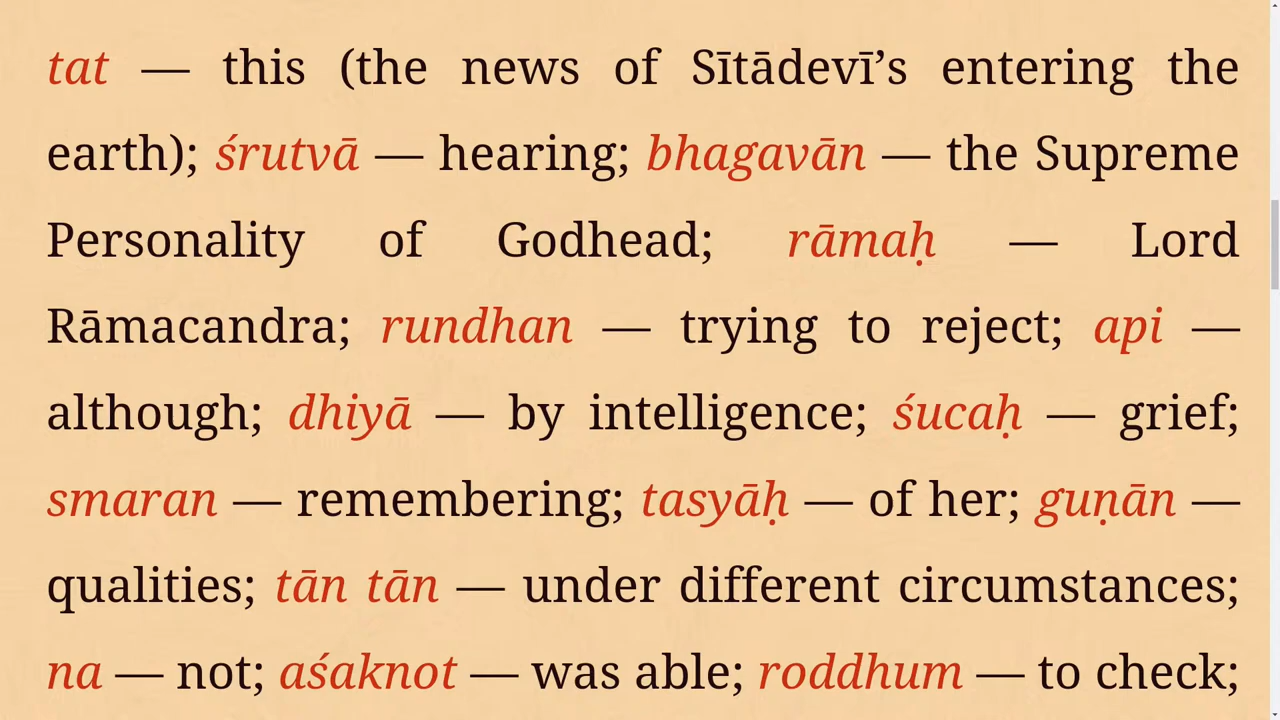 tat — this (the news of Sītādevī’s entering the
earth); śrutvā — hearing; bhagavān — the Supreme
Personality of Godhead; rāmaḥ — Lord
Rāmacandra; rundhan — trying to reject; api —
although; dhiyā — by intelligence; śucaḥ — grief;
smaran — remembering; tasyāḥ — of her; guṇān —
qualities; tān tān — under different circumstances;
na — not; aśaknot — was able; roddhum — to check;